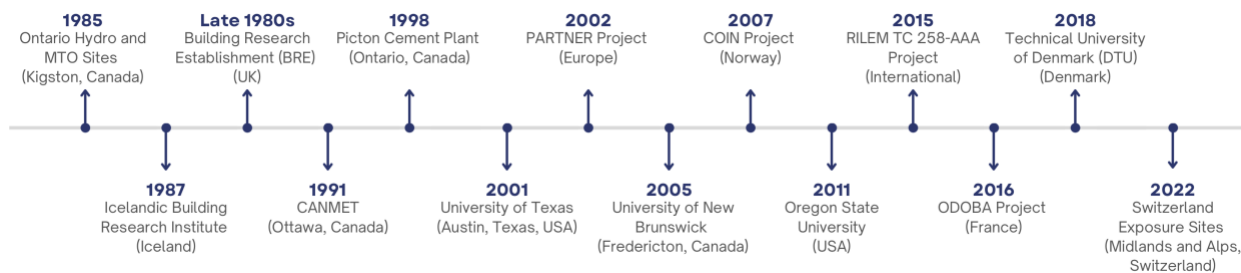 1985
Ontario Hydro and
MTO Sites
(Kigston, Canada)
Late 1980s
Building Research
Establishment (BRE)
(UK)
1998
Picton Cement Plant
(Ontario, Canada)
2002
PARTNER Project
(Europe)
2007
COIN Project
(Norway)
2015
RILEM TC 258-AAA
Project
(International)
2018
Technical University
of Denmark (DTU)
(Denmark)
1987
Icelandic Building
Research Institute
(Iceland)
1991
CANMET
(Ottawa, Canada)
2001
University of Texas
(Austin, Texas, USA)
2005
University of New
Brunswick
(Fredericton, Canada)
2011
Oregon State
University
(USA)
2016
ODOBA Project
(France)
2022
Switzerland
Exposure Sites
(Midlands and Alps,
Switzerland)